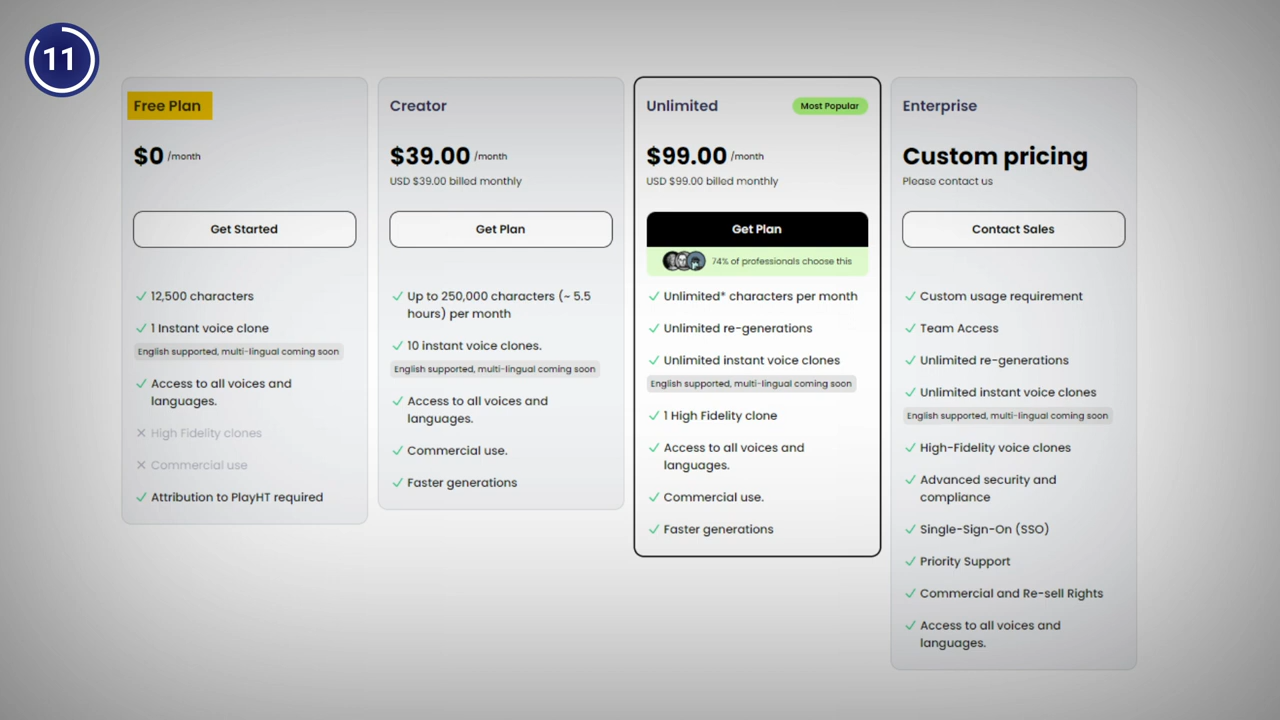 11
Free Plan
$0 /month
Get Started
12,500 characters
1 Instant voice clone
English supported, multi-lingual coming soon
Access to all voices and
languages.
High Fidelity clones
Commercial use
Attribution to PlayHT required
Creator
$39.00 /month
USD $39.00 billed monthly
Get Plan
Up to 250,000 characters (~ 5.5
hours) per month
10 instant voice clones.
English supported, multi-lingual coming soon
Access to all voices and
languages.
Commercial use.
Faster generations
Unlimited
Most Popular
$99.00 /month
USD $99.00 billed monthly
Get Plan
74% of professionals choose this
Unlimited* characters per month
Unlimited re-generations
Unlimited instant voice clones
English supported, multi-lingual coming soon
1 High Fidelity clone
Access to all voices and
languages.
Commercial use.
Faster generations
Enterprise
Custom pricing
Please contact us
Contact Sales
Custom usage requirement
Team Access
Unlimited re-generations
Unlimited instant voice clones
English supported, multi-lingual coming soon
High-Fidelity voice clones
Advanced security and
compliance
Single-Sign-On (SSO)
Priority Support
Commercial and Re-sell Rights
Access to all voices and
languages.